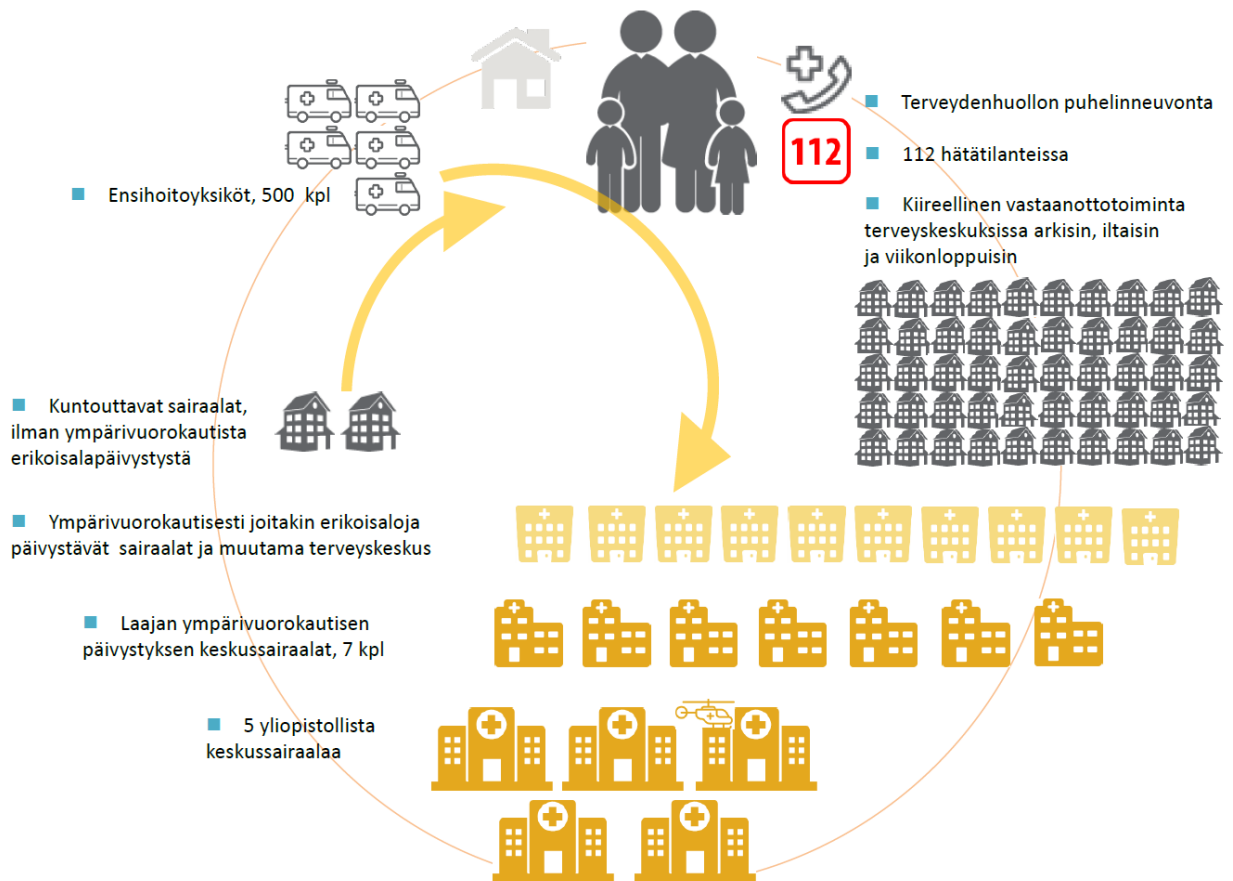 Terveydenhuollon puhelinneuvonta
112
112 hätätilanteissa
Ensihoitoyksiköt, 500 kpl
Kiireellinen vastaanottotoiminta
terveyskeskuksissa arkisin, iltaisin
ja viikonloppuisin
Kuntouttavat sairaalat,
ilman ympärivuorokautista
erikoisalapäivystystä
Ympärivuorokautisesti joitakin erikoisaloja
päivystävät sairaalat ja muutama terveyskeskus
Laajan ympärivuorokautisen
päivystyksen keskussairaalat, 7 kpl
5 yliopistollista
keskussairaalaa